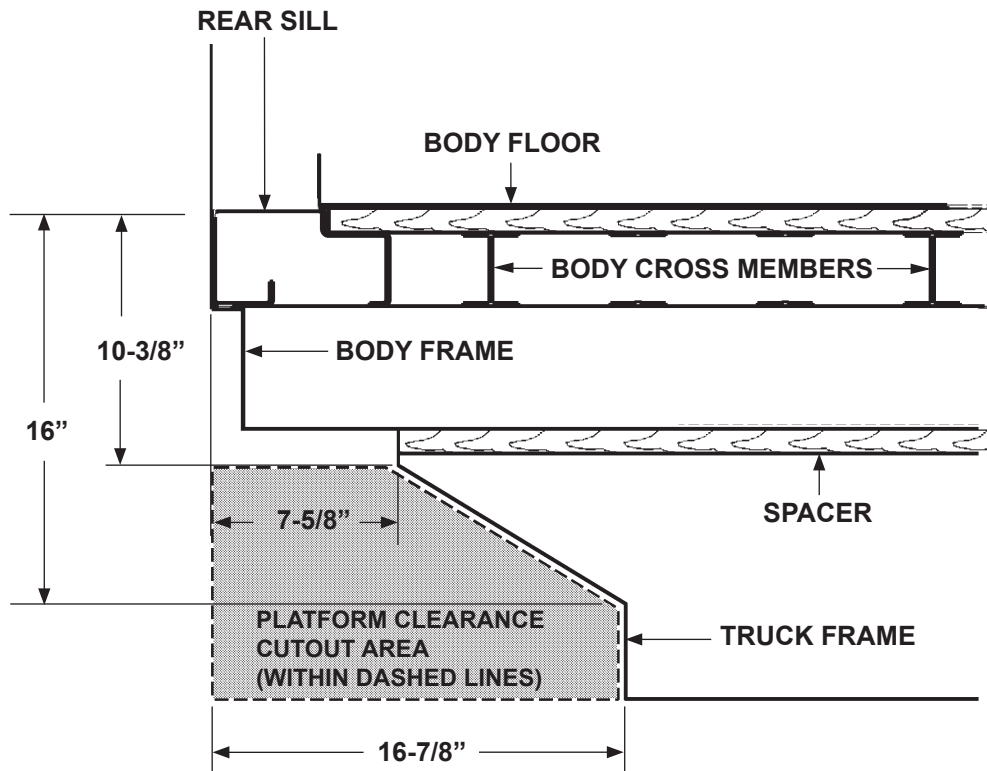 REAR SILL
BODY FLOOR
BODY CROSS MEMBERS
10-3/8”
BODY FRAME
16”
7-5/8”
SPACER
PLATFORM CLEARANCE
CUTOUT AREA
(WITHIN DASHED LINES)
TRUCK FRAME
16-7/8”